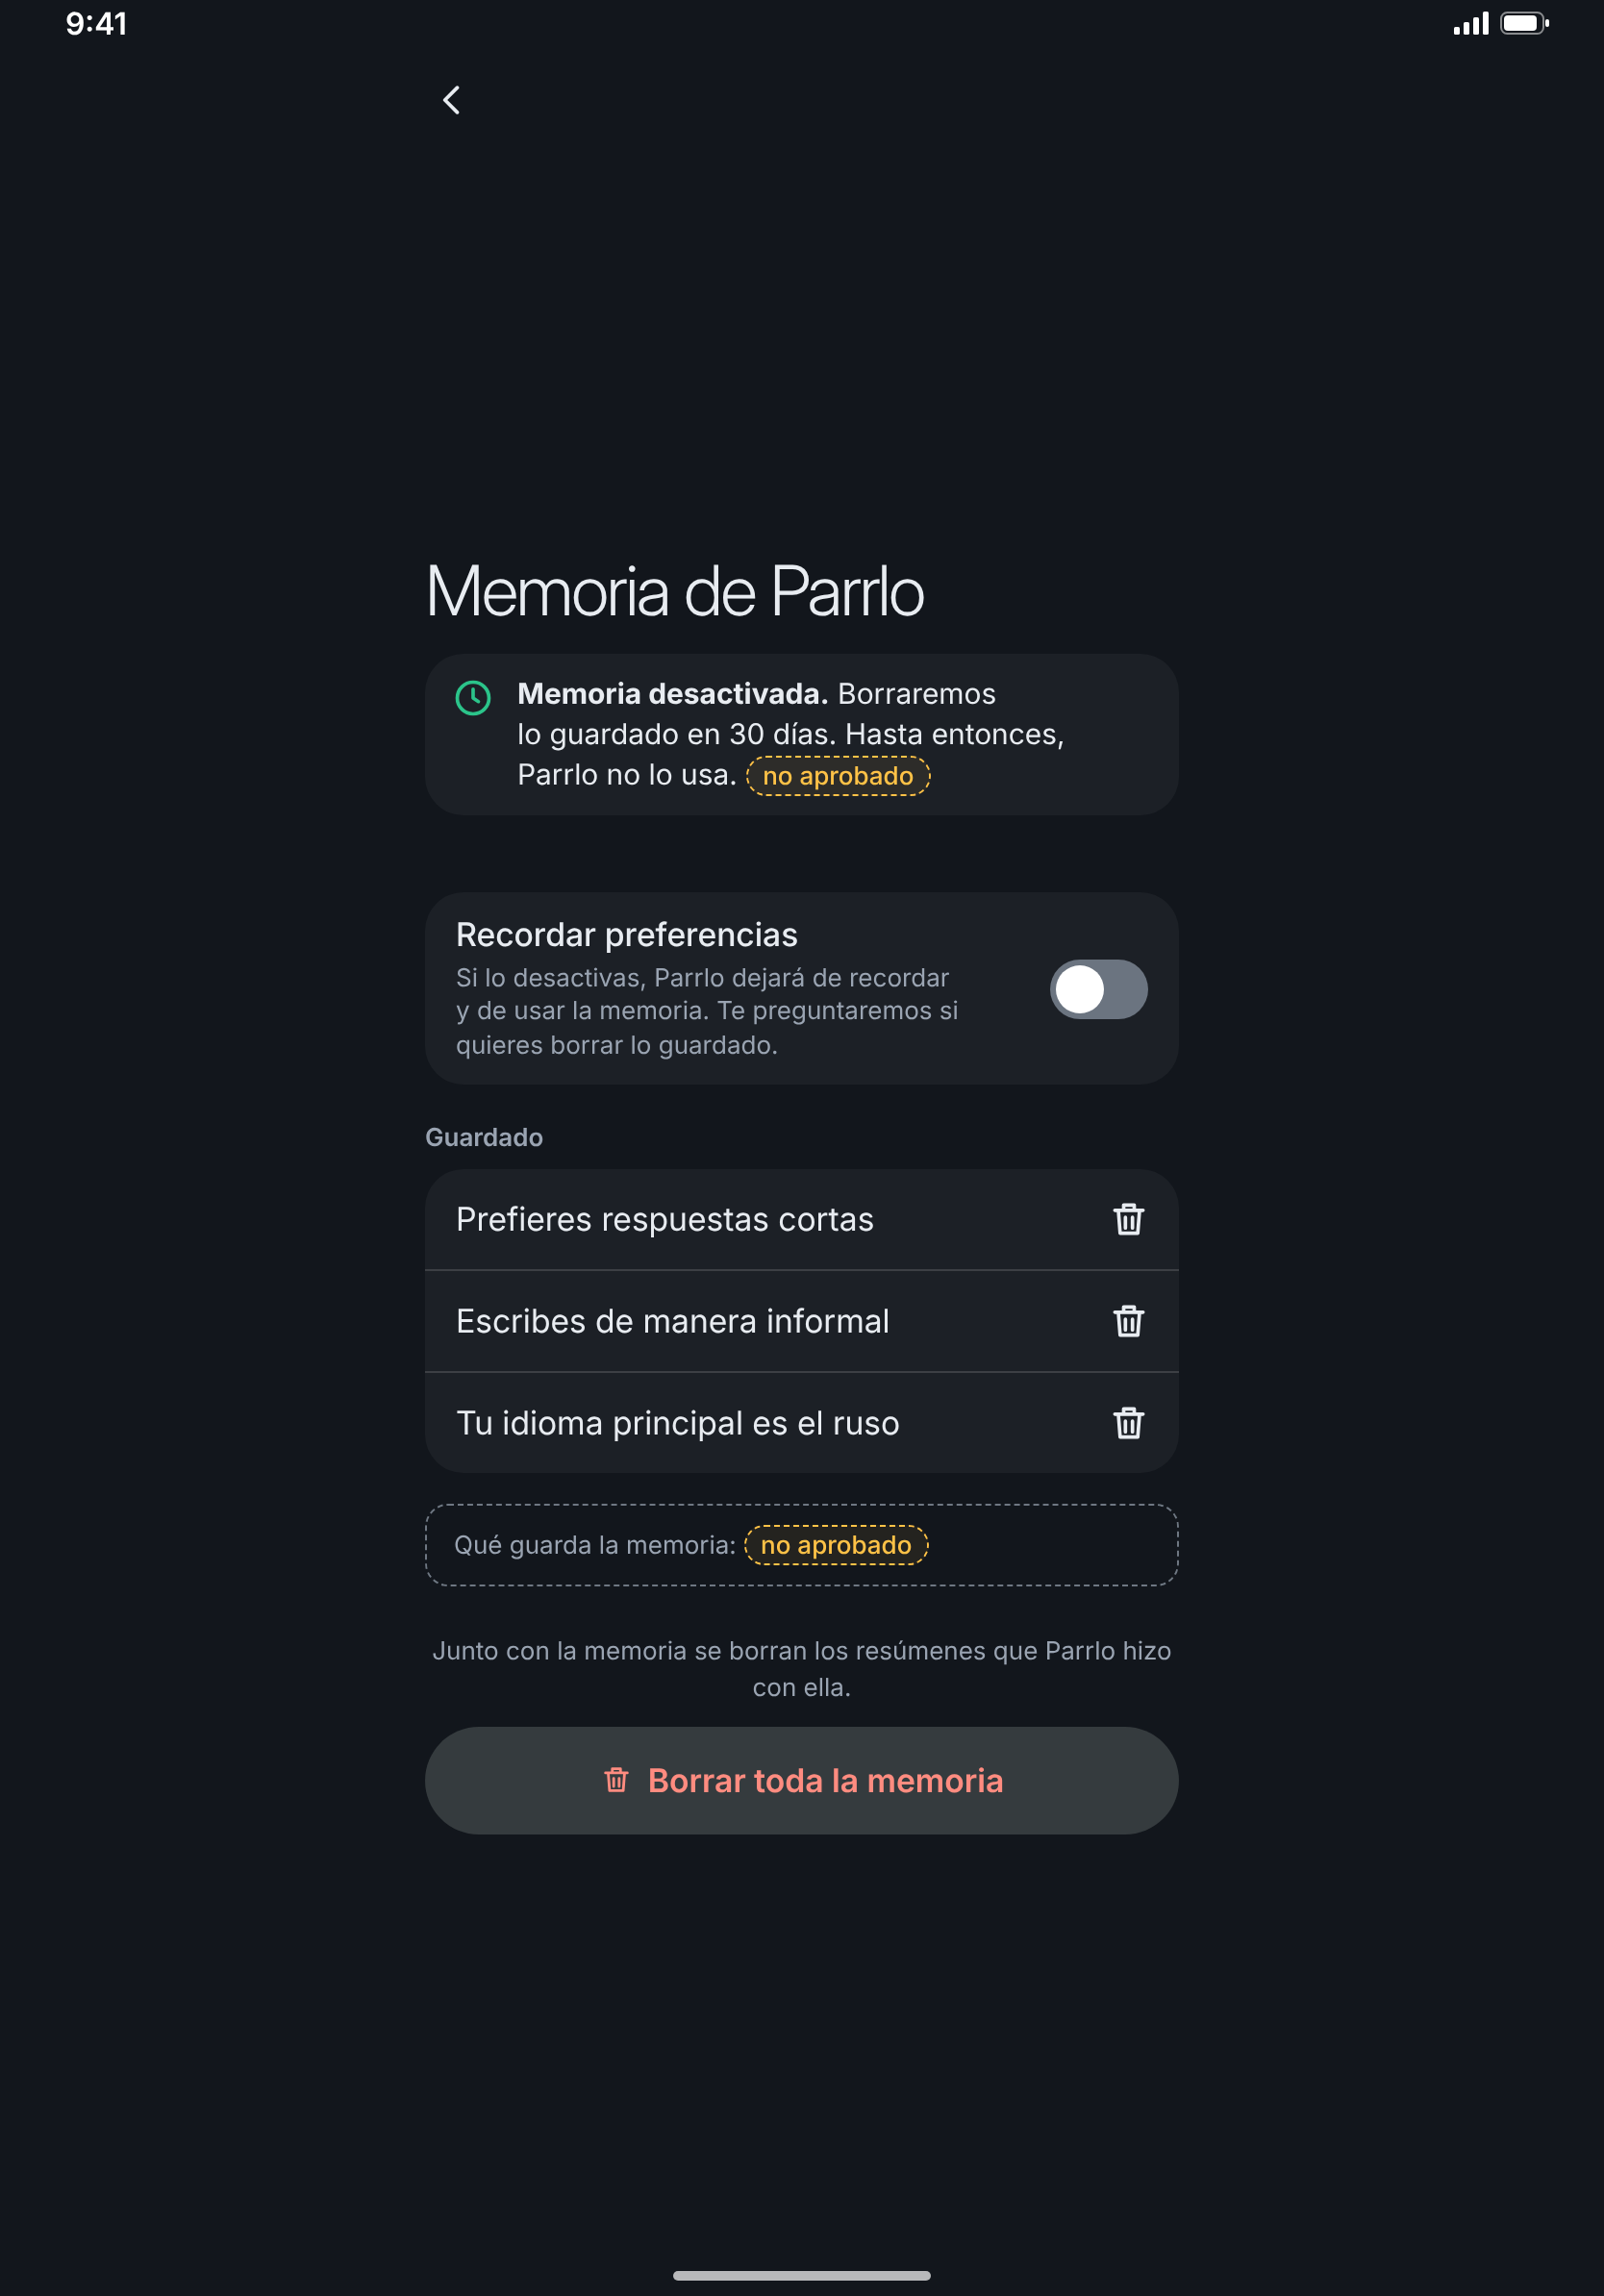 9:41
Memoria de Parrlo
Memoria desactivada. Borraremos
lo guardado en 30 días. Hasta entonces,
Parrlo no lo usa. no aprobado
Recordar preferencias
Si lo desactivas, Parrlo dejará de recordar
y de usar la memoria. Te preguntaremos si
quieres borrar lo guardado.
Guardado
Prefieres respuestas cortas
Escribes de manera informal
Tu idioma principal es el ruso
Qué guarda la memoria: no aprobado
Junto con la memoria se borran los resúmenes que Parrlo hizo
con ella.
Borrar toda la memoria